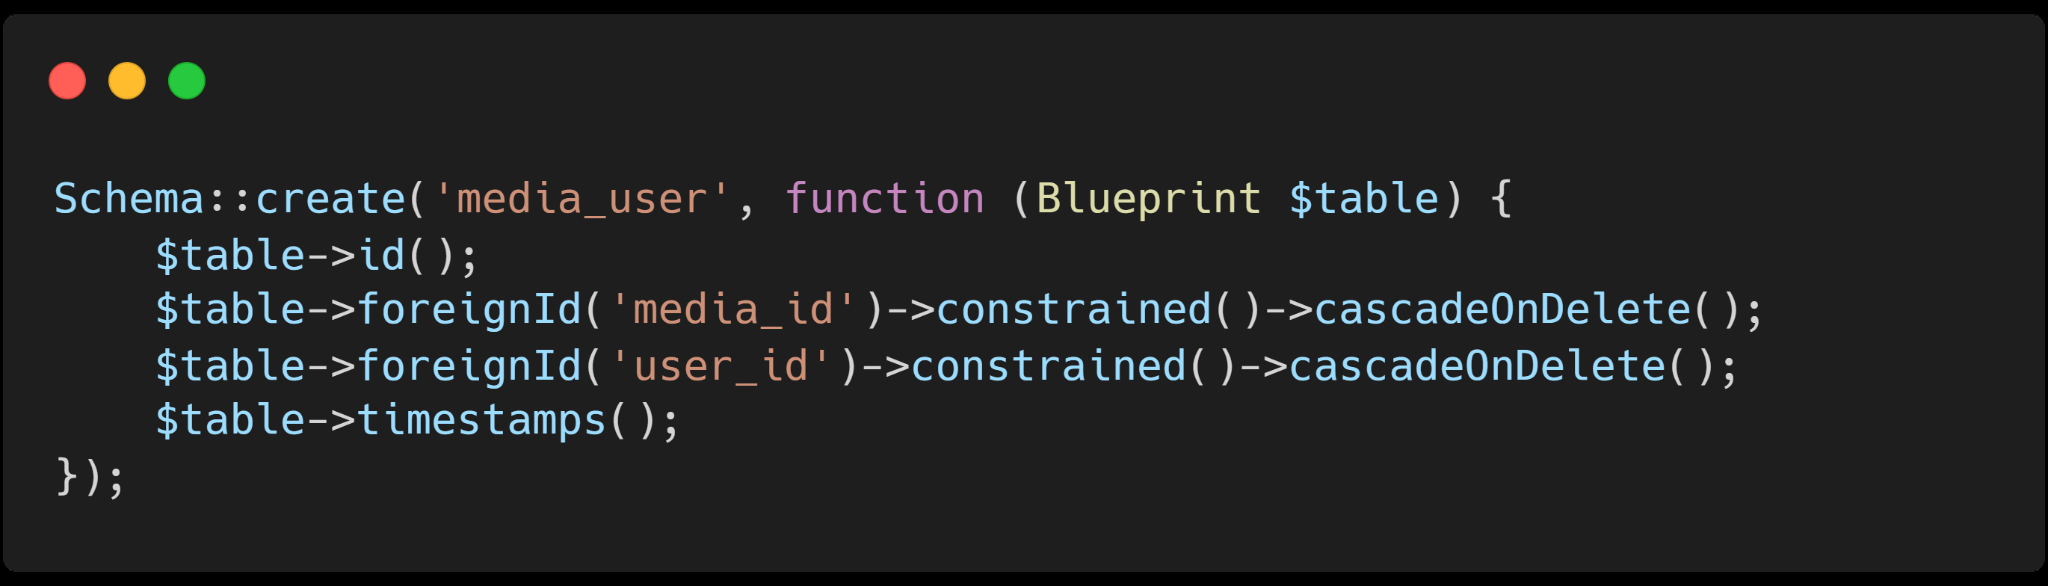 Schema::create('media_user', function (Blueprint $table) {
    $table->id();
    $table->foreignId('media_id')->constrained()->cascadeOnDelete();
    $table->foreignId('user_id')->constrained()->cascadeOnDelete();
    $table->timestamps();
});